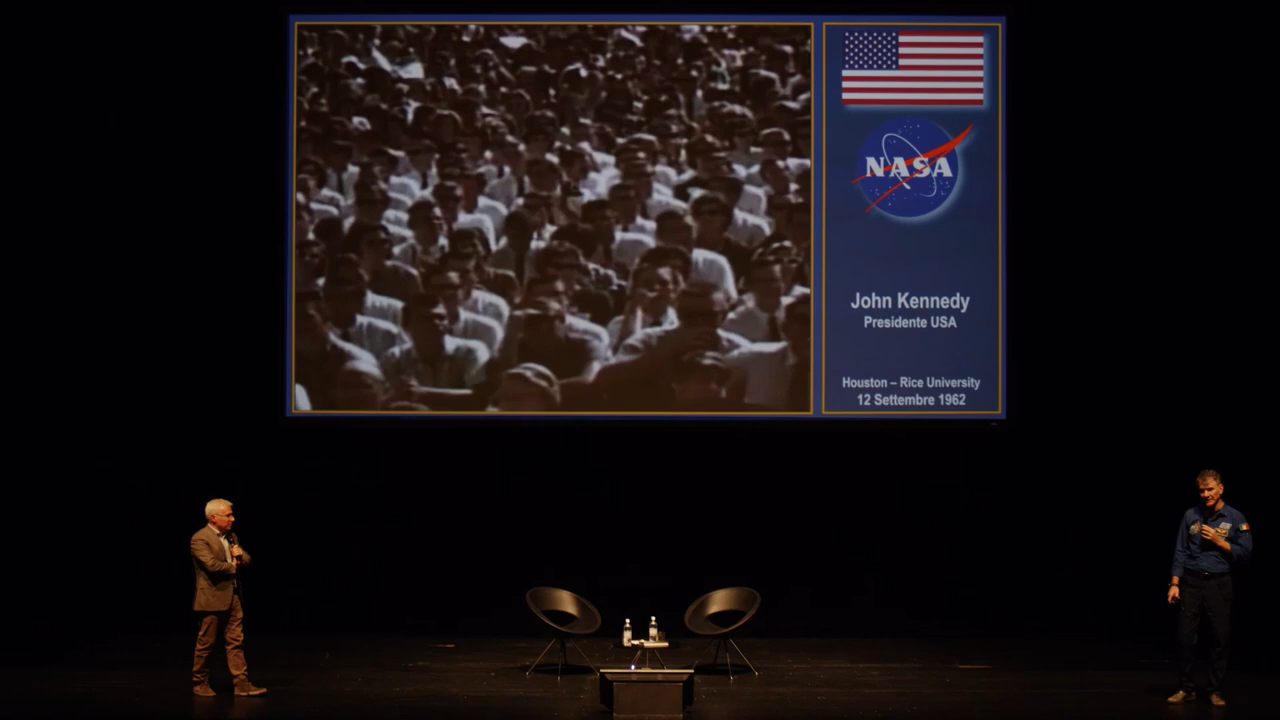 NASA
John Kennedy
Presidente USA
Houston – Rice University
12 Settembre 1962